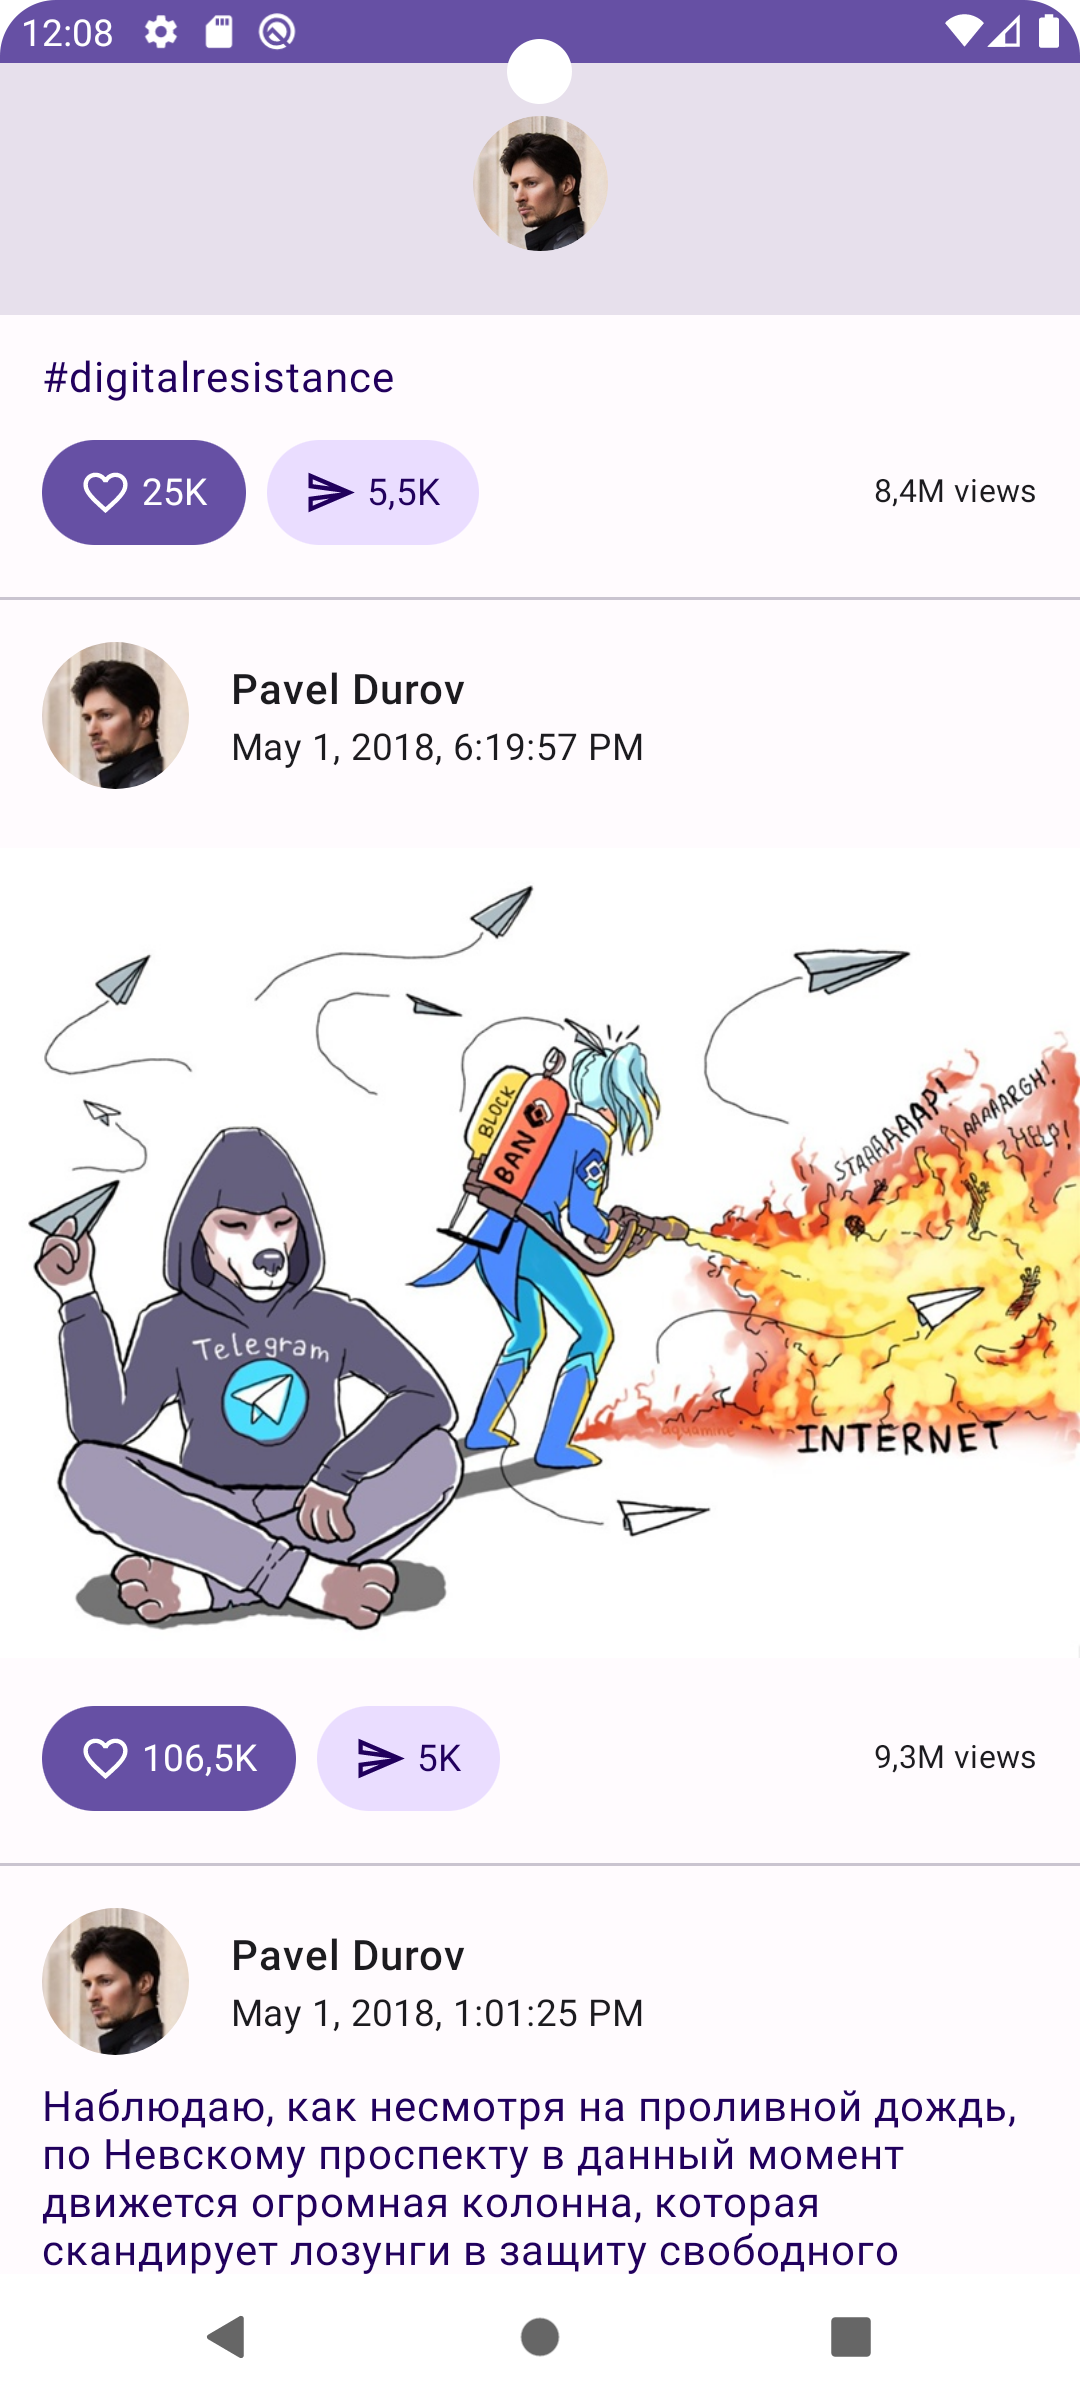 12:08
#digitalresistance
25K
5,5K
8,4M views
Pavel Durov
May 1, 2018, 6:19:57 PM
BLOCK
BAN
STAAAAAAP!
AAAAAARGH!
HELP!
Telegram
aquamine
INTERNET
106,5K
5K
9,3M views
Pavel Durov
May 1, 2018, 1:01:25 PM
Наблюдаю, как несмотря на проливной дождь,
по Невскому проспекту в данный момент
движется огромная колонна, которая
скандирует лозунги в защиту свободного